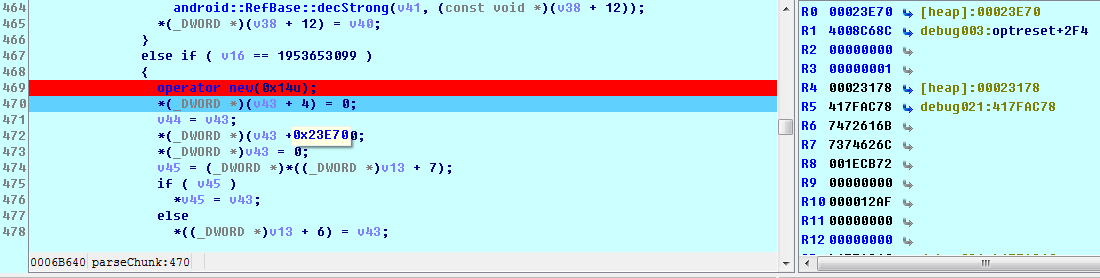 464 android::RefBase::decStrong(v41, (const void *)(v38 + 12));
465 *(_DWORD *)(v38 + 12) = v40;
466 }
467 else if ( v16 == 1953653099 )
468 {
469 operator new(0x14u);
470 *(_DWORD *)(v43 + 4) = 0;
471 v44 = v43;
472 *(_DWORD *)(v43 + 0x23E70 0;
473 *(_DWORD *)v43 = 0;
474 v45 = (_DWORD *)*((_DWORD *)v13 + 7);
475 if ( v45 )
476 *v45 = v43;
477 else
478 *((_DWORD *)v13 + 6) = v43;
0006B640 parseChunk:470
R0 00023E70 [heap]:00023E70
R1 4008C68C debug003:optreset+2F4
R2 00000000
R3 00000001
R4 00023178 [heap]:00023178
R5 417FAC78 debug021:417FAC78
R6 7472616B
R7 7374626C
R8 001ECB72
R9 00000000
R10 000012AF
R11 00000000
R12 00000000